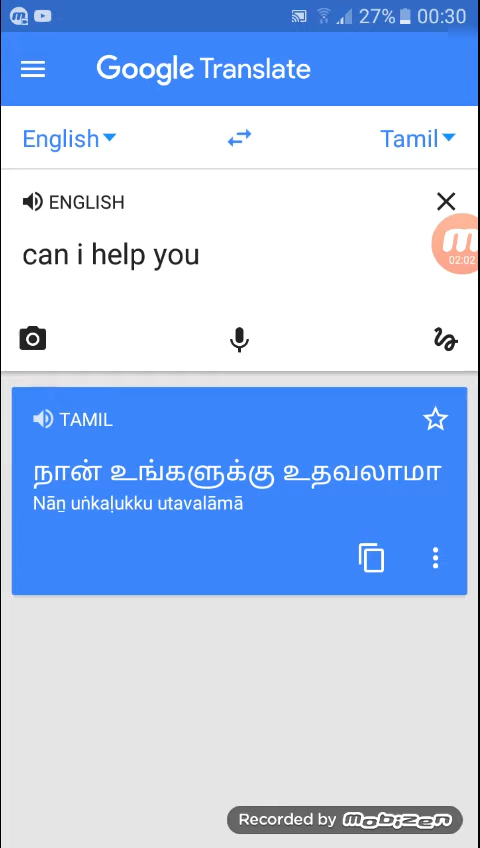 27% 00:30
Google Translate
English Tamil
ENGLISH
can i help you
02:02
TAMIL
நான் உங்களுக்கு உதவலாமா
Nāṉ uṅkaḷukku utavalāmā
Recorded by mobizen